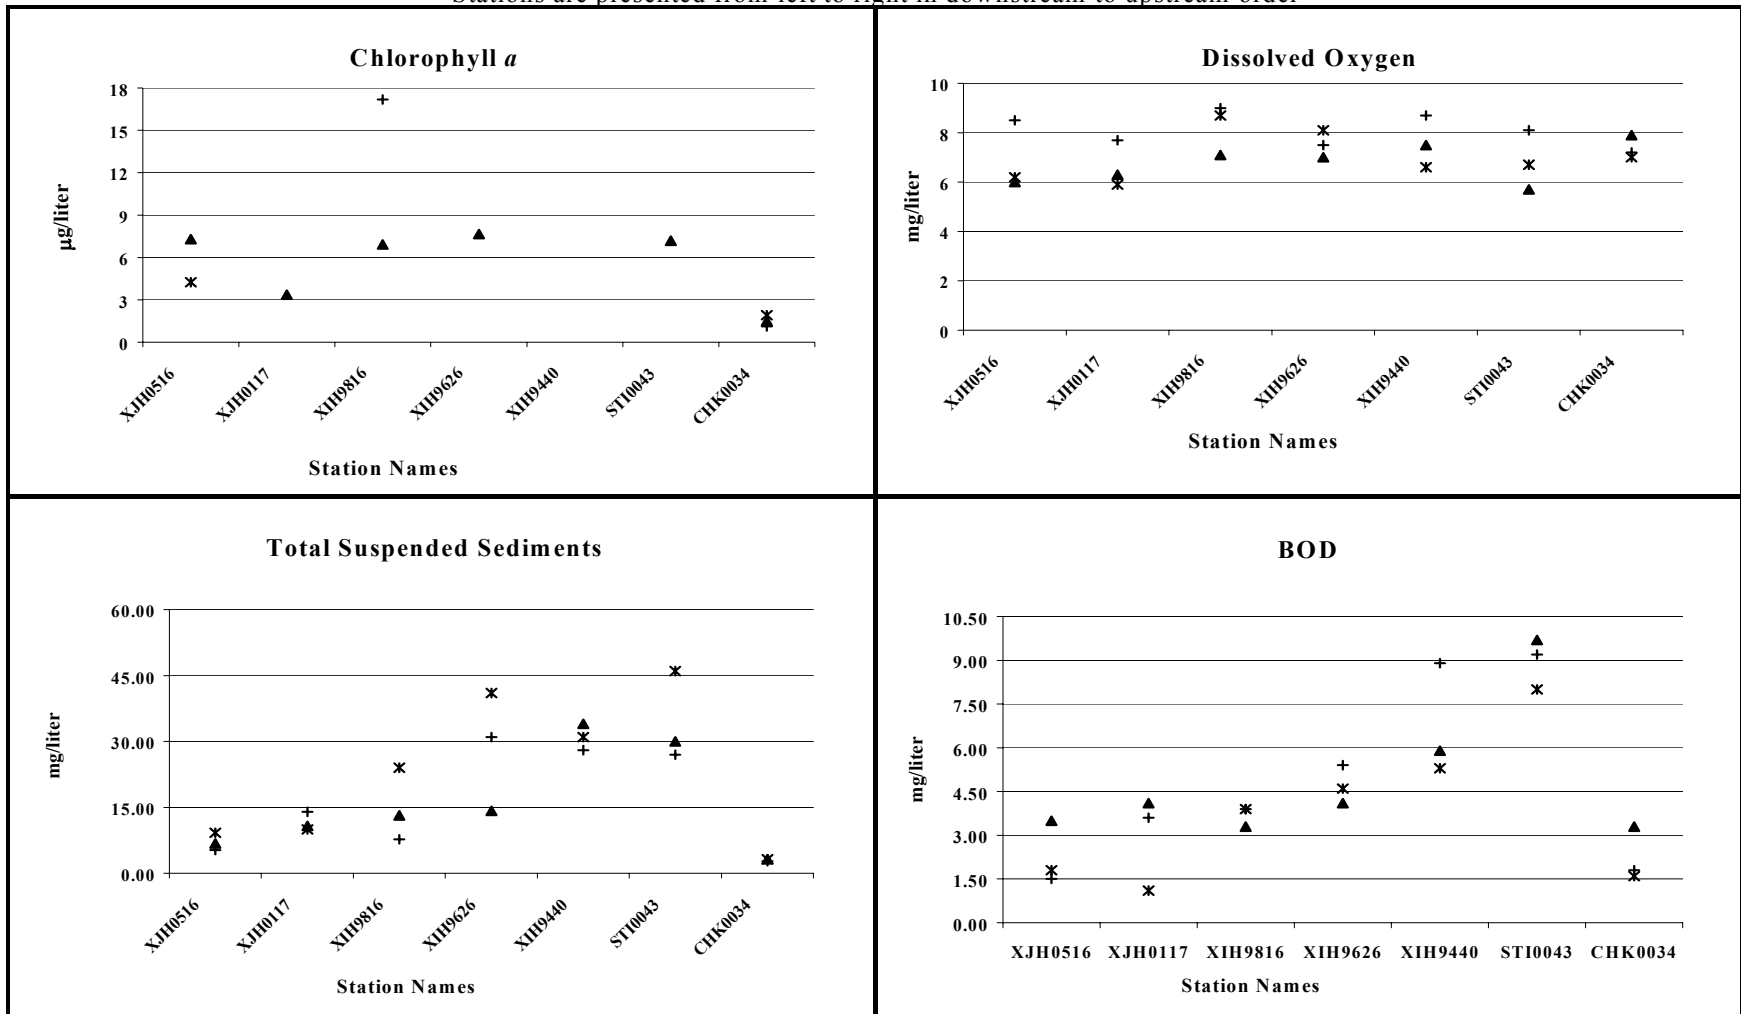 Stations are presented from left to right in downstream to upstream order
Chlorophyll a
18
15
12
9
6
3
0
µg/liter
XJH0516
XJH0117
XIH9816
XIH9626
XIH9440
STI0043
CHK0034
Station Names
Dissolved Oxygen
10
8
6
4
2
0
mg/liter
XJH0516
XJH0117
XIH9816
XIH9626
XIH9440
STI0043
CHK0034
Station Names
Total Suspended Sediments
60.00
45.00
30.00
15.00
0.00
mg/liter
XJH0516
XJH0117
XIH9816
XIH9626
XIH9440
STI0043
CHK0034
Station Names
BOD
10.50
9.00
7.50
6.00
4.50
3.00
1.50
0.00
mg/liter
XJH0516 XJH0117 XIH9816 XIH9626 XIH9440 STI0043 CHK0034
Station Names